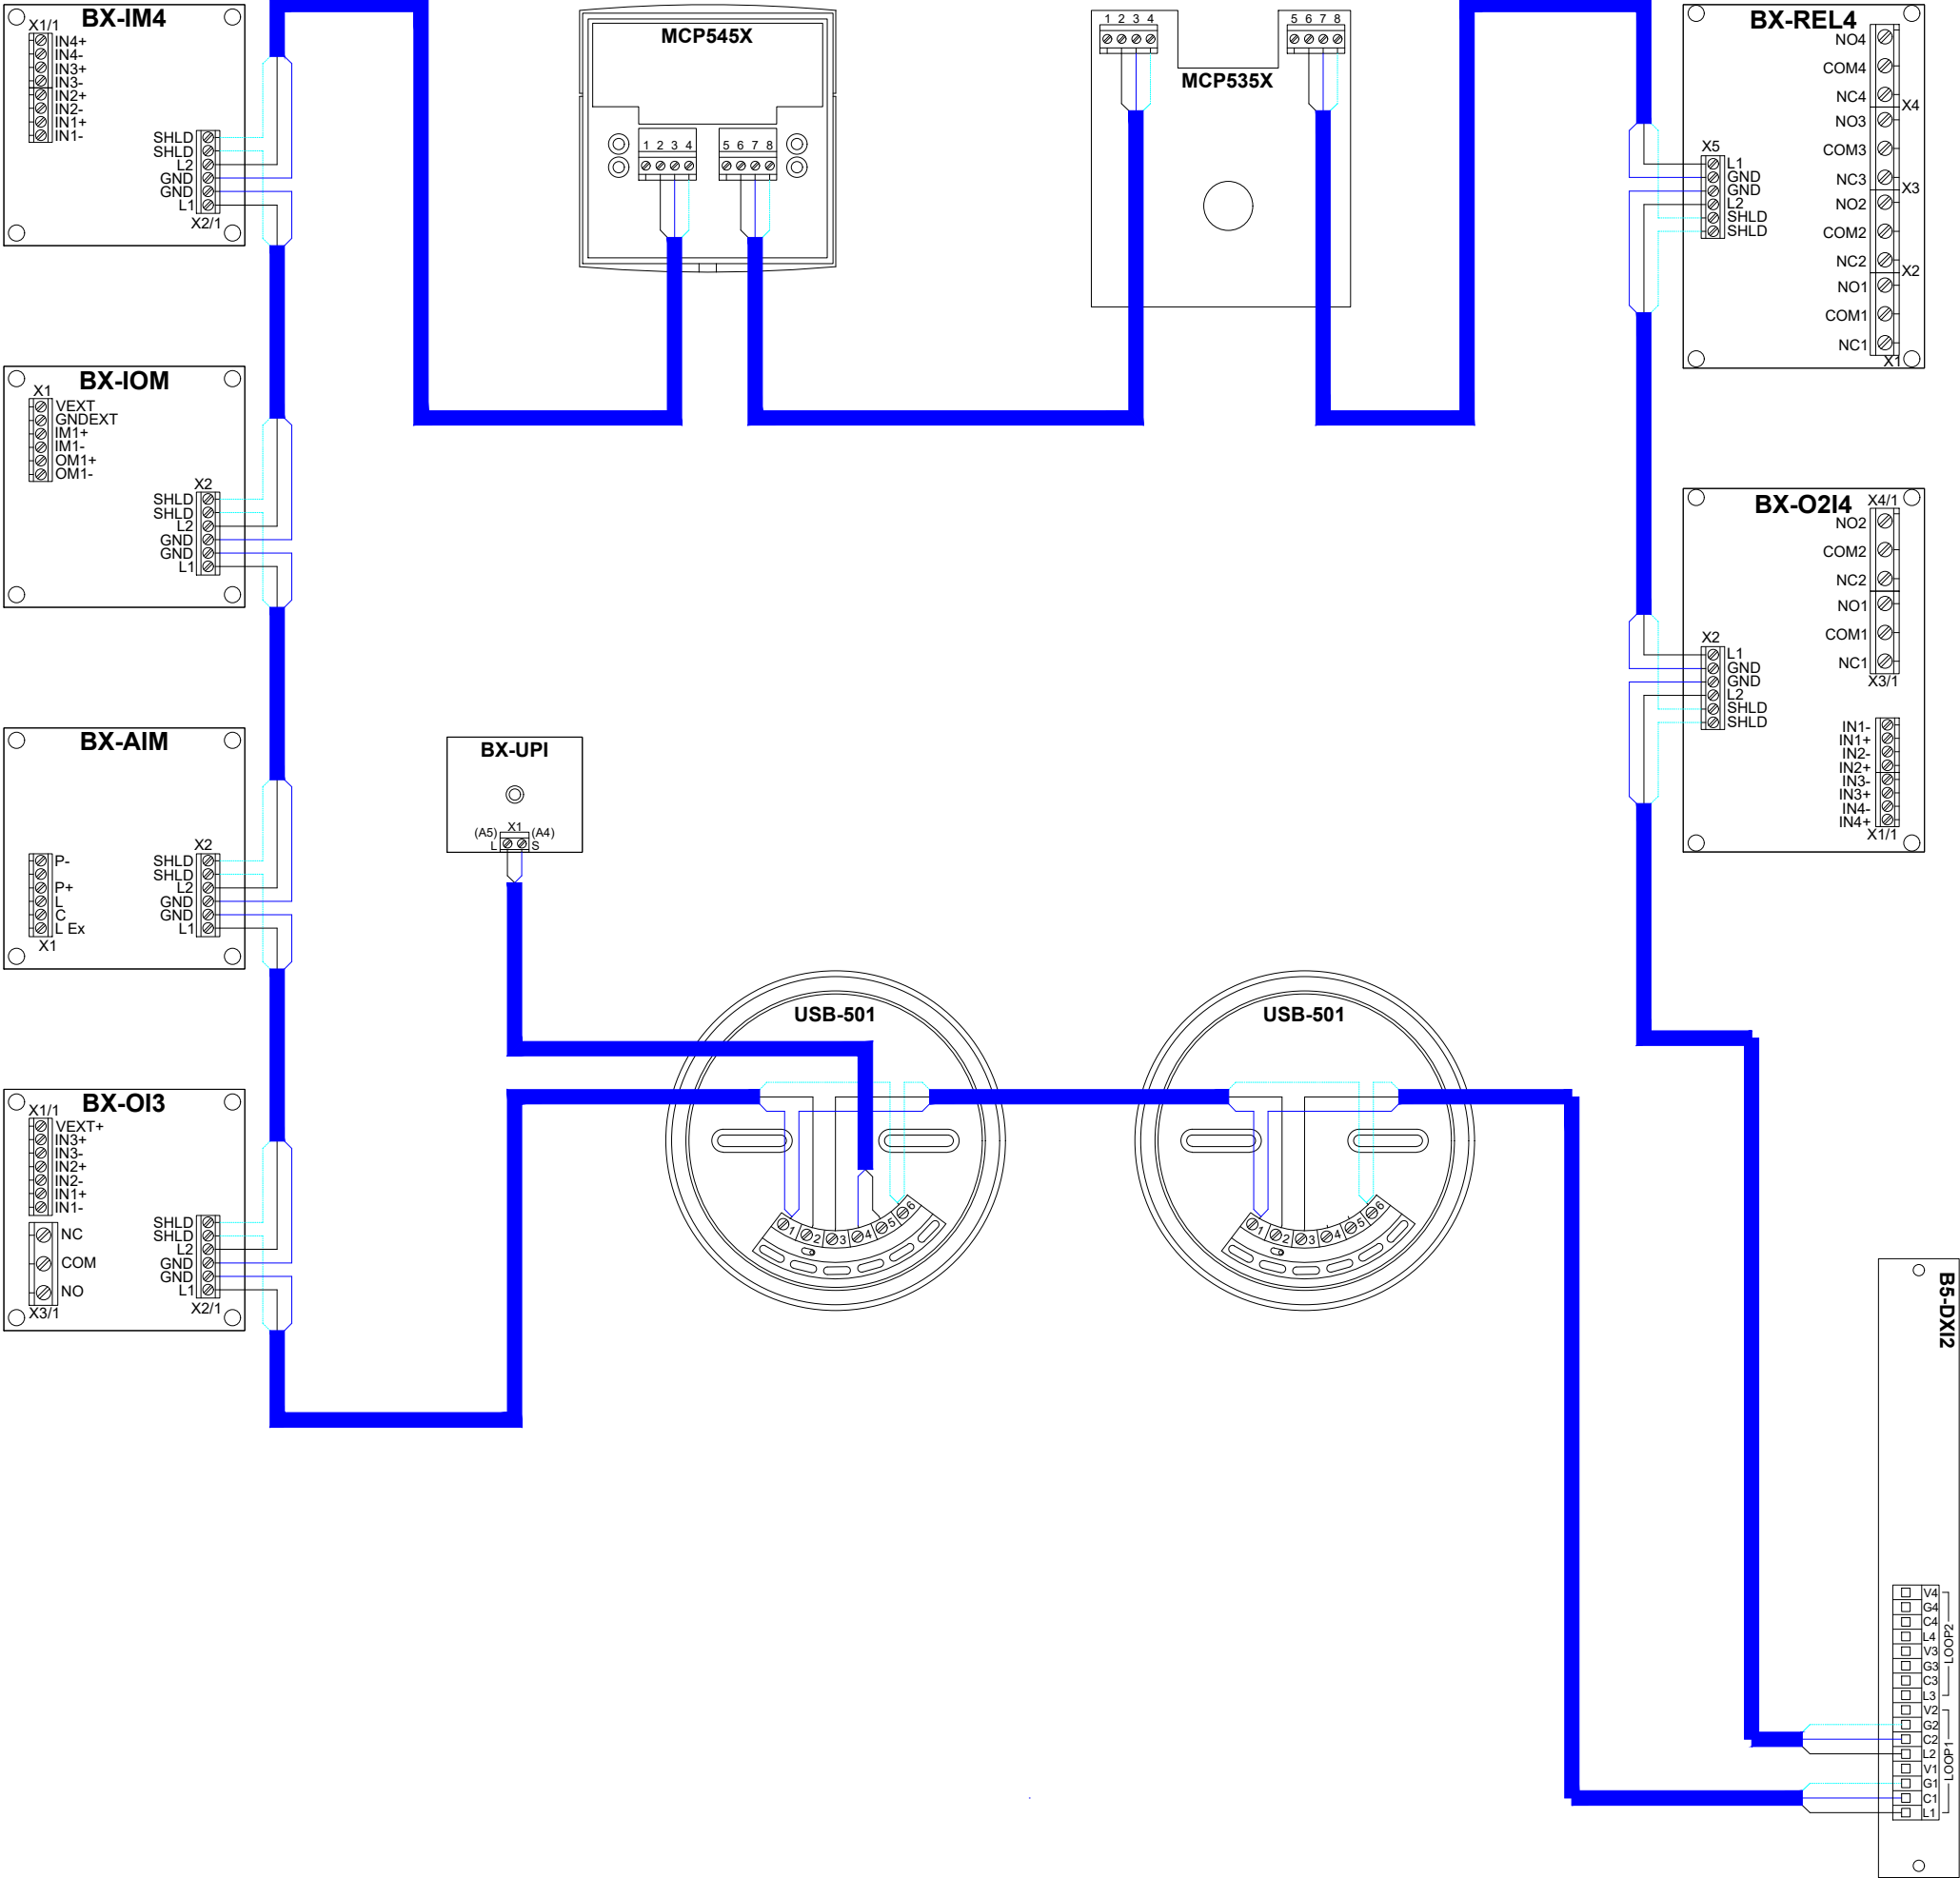 BX-IM4
X1/1
IN4+
IN4-
IN3+
IN3-
IN2+
IN2-
IN1+
IN1-
SHLD
SHLD
L2
GND
GND
L1
X2/1
MCP545X
1 2 3 4
5 6 7 8
1 2 3 4
5 6 7 8
MCP535X
BX-REL4
NO4
COM4
NC4
X4
NO3
COM3
NC3
X3
NO2
COM2
NC2
X2
NO1
COM1
NC1
X1
X5
L1
GND
GND
L2
SHLD
SHLD
BX-IOM
X1
VEXT
GNDEXT
IM1+
IM1-
OM1+
OM1-
X2
SHLD
SHLD
L2
GND
GND
L1
BX-O2I4
X4/1
NO2
COM2
NC2
NO1
COM1
NC1
X3/1
X2
L1
GND
GND
L2
SHLD
SHLD
IN1-
IN1+
IN2-
IN2+
IN3-
IN3+
IN4-
IN4+
X1/1
BX-AIM
P-
P+
L
C
L Ex
X1
X2
SHLD
SHLD
L2
GND
GND
L1
BX-UPI
(A5) X1 (A4)
L S
USB-501
1 2 3 4 5 6
USB-501
1 2 3 4 5 6
BX-OI3
X1/1
VEXT+
IN3+
IN3-
IN2+
IN2-
IN1+
IN1-
NC
COM
NO
X3/1
SHLD
SHLD
L2
GND
GND
L1
X2/1
B5-DXI2
V4
G4
C4
L4
V3
G3
C3
L3
LOOP2
V2
G2
C2
L2
V1
G1
C1
L1
LOOP1